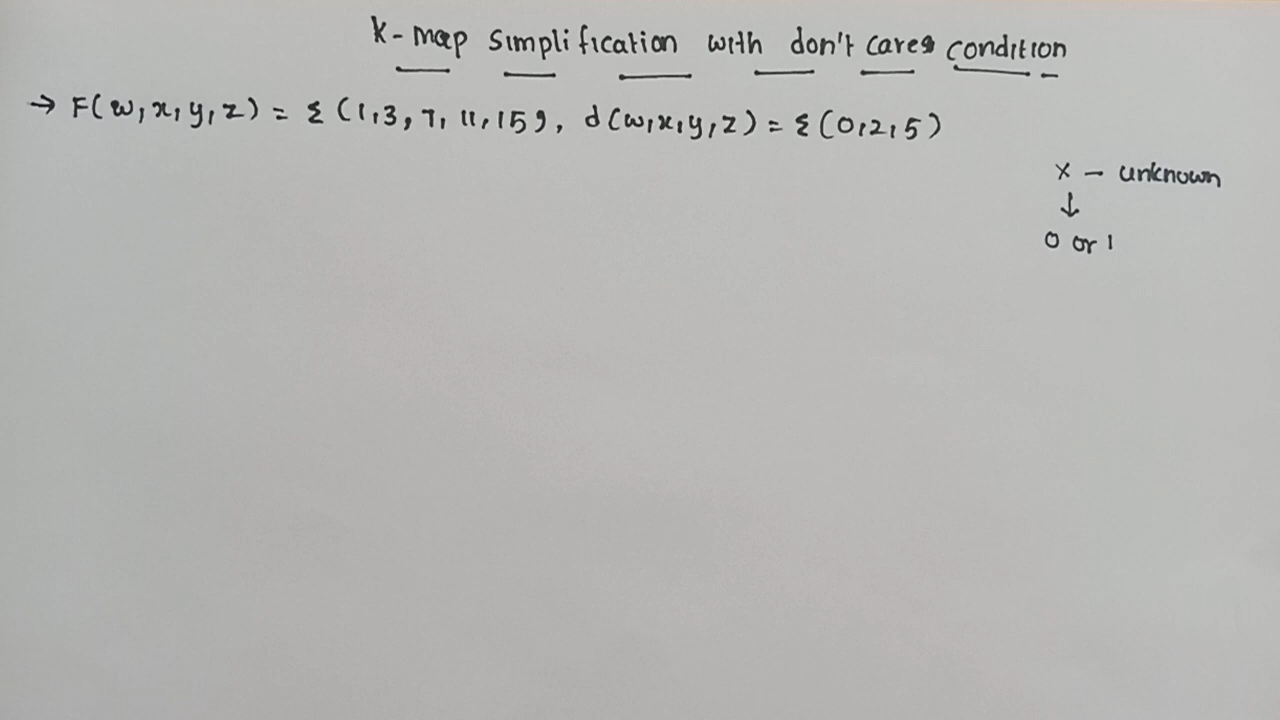 K-map simplification with don't cares condition
→ F(w,x,y,z) = Σ (1,3,7,11,15), d(w,x,y,z) = Σ (0,2,5)
x - unknown
↓
0 or 1